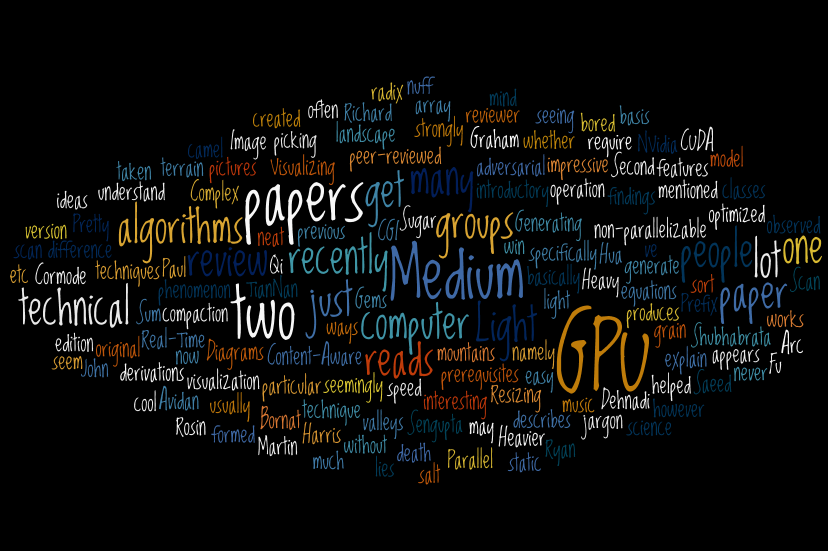 radix nuff
mind
created often Richard array reviewer seeing bored basis
Image picking landscape strongly Graham whether require NVidia CUDA
camel
taken terrain pictures Visualizing peer-reviewed adversarial impressive Second features model
ideas understand Complex papers get many introductory operation findings mentioned classes
version Pretty algorithms neat previous CGI Sugar groups Generating non-parallelizable optimized observed
scan difference review Qi recently Medium win specifically Hua ve people lot one
etc Cormode techniques Paul basically Heavy generate sort Scan
phenomenon TianNan light equations Prefix paper
technical Sum compaction two just Gems ways computer Light GPU produces grain works
edition original Real-Time now Diagrams Content-Aware reads mountains namely explain Shubhabrata appears Arc
seem John derivations visualization particular seemingly speed prerequisites easy helped Saeed never Fu
cool Avidan usually Bornat technique interesting Resizing music Dehnadi however
Rosin formed Martin Harris valleys Sengupta may Heavier describes jargon science
much without death Parallel static Ryan
lies salt